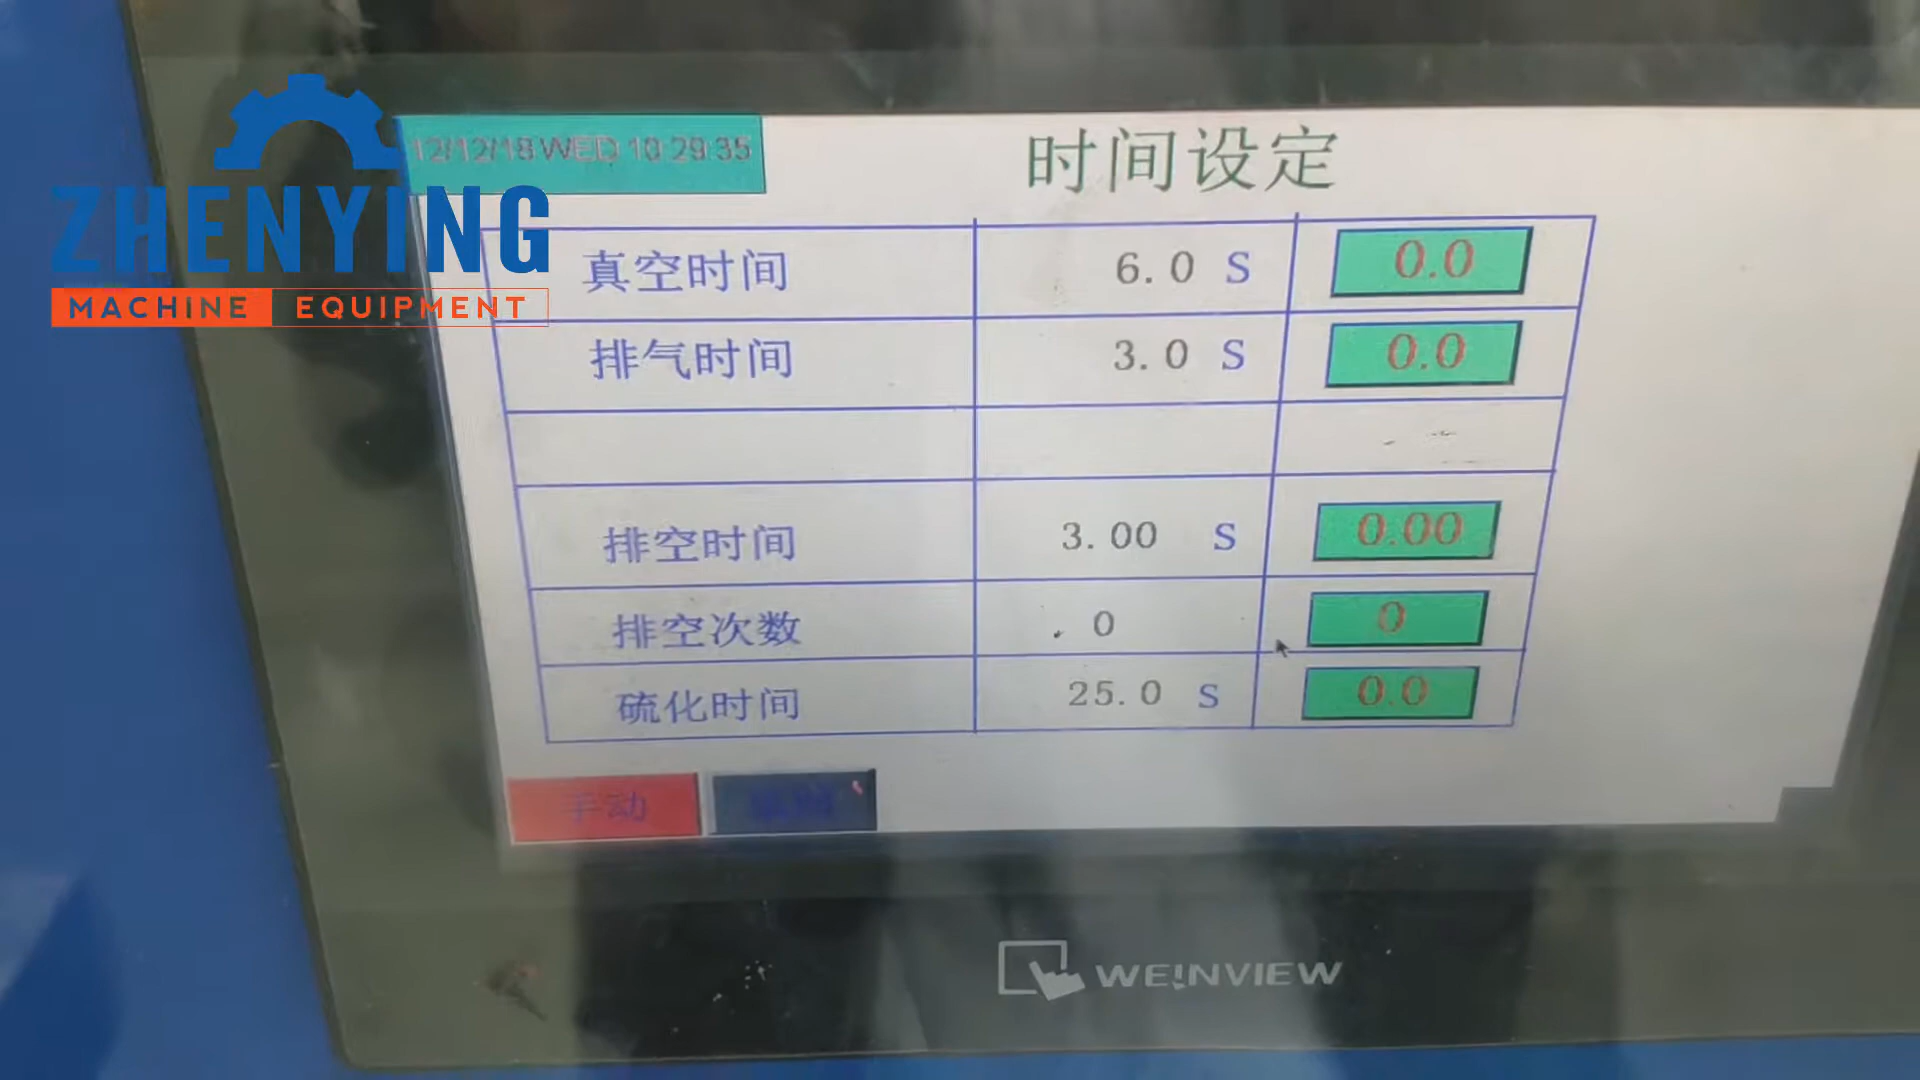 12/12/18 WED 10:29:35
时间设定
ZHENYING
MACHINE EQUIPMENT
真空时间 6.0 S 0.0
排气时间 3.0 S 0.0
排空时间 3.00 S 0.00
排空次数 0 0
硫化时间 25.0 S 0.0
手动
WEINVIEW